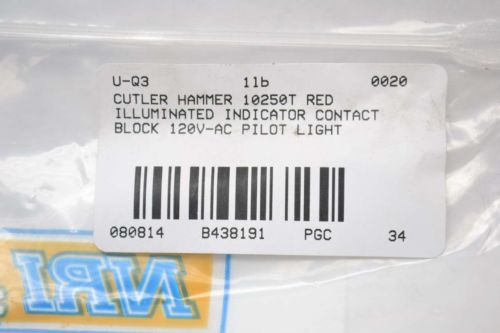 U-Q3 11b 0020
CUTLER HAMMER 10250T RED
ILLUMINATED INDICATOR CONTACT
BLOCK 120V-AC PILOT LIGHT
080814 B438191 PGC 34
NRI